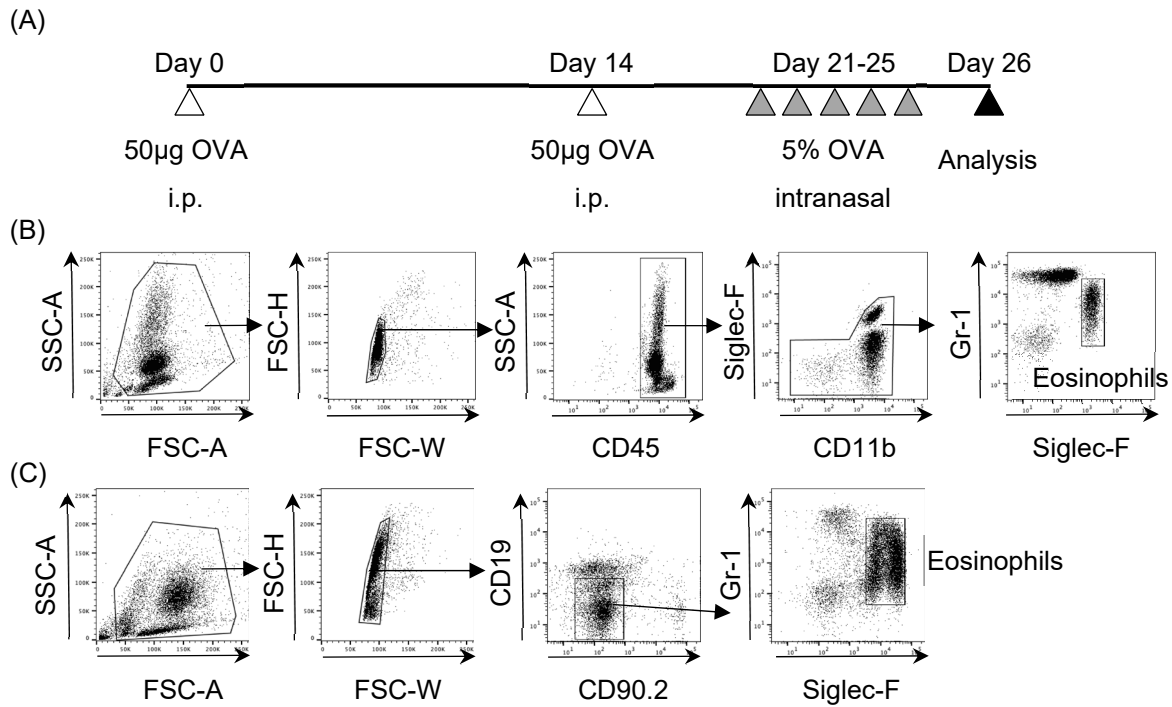 (A)
Day 0 Day 14 Day 21-25 Day 26
50μg OVA 50μg OVA 5% OVA Analysis
i.p. i.p. intranasal
(B)
SSC-A FSC-H SSC-A Siglec-F Gr-1
Eosinophils
FSC-A FSC-W CD45 CD11b Siglec-F
(C)
SSC-A FSC-H CD19 Gr-1
Eosinophils
FSC-A FSC-W CD90.2 Siglec-F